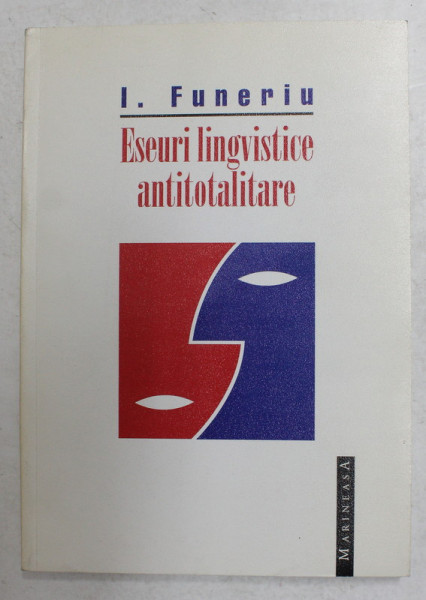 I. Funeriu
Eseuri lingvistice
antitotalitare
MARINEASA